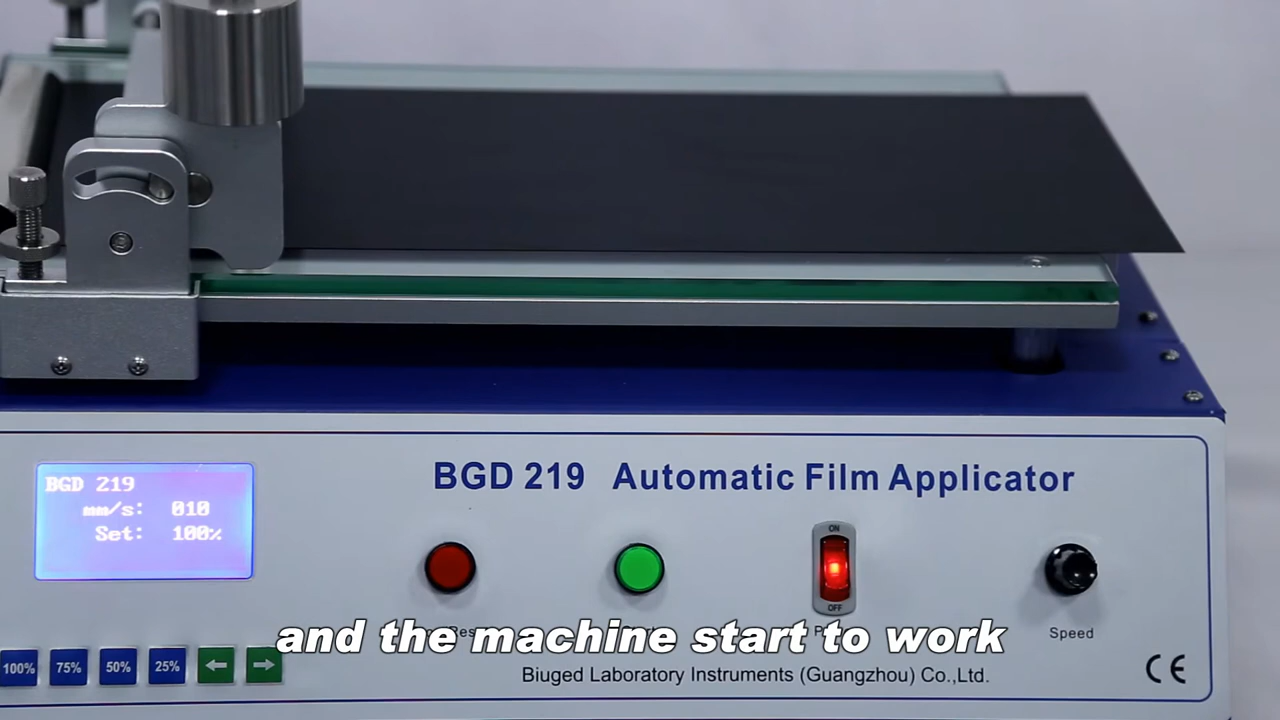 BGD 219
mm/s: 010
Set: 100%
BGD 219 Automatic Film Applicator
ON
OFF
Speed
and the machine start to work
100% 75% 50% 25%
Biuged Laboratory Instruments (Guangzhou) Co.,Ltd.
CE